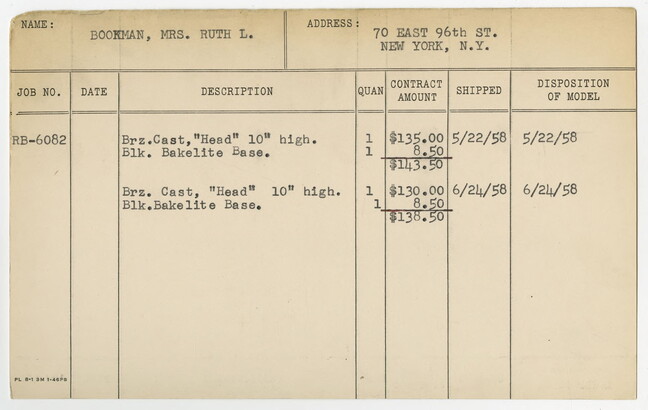 NAME: BOOKMAN, MRS. RUTH L. ADDRESS: 70 EAST 96th ST.
NEW YORK, N.Y.
JOB NO. DATE DESCRIPTION QUAN CONTRACT AMOUNT SHIPPED DISPOSITION OF MODEL
RB-6082 Brz.Cast,"Head" 10" high. 1 $135.00 5/22/58 5/22/58
Blk. Bakelite Base. 1 8.50
$143.50
Brz. Cast, "Head" 10" high. 1 $130.00 6/24/58 6/24/58
Blk.Bakelite Base. 1 8.50
$138.50